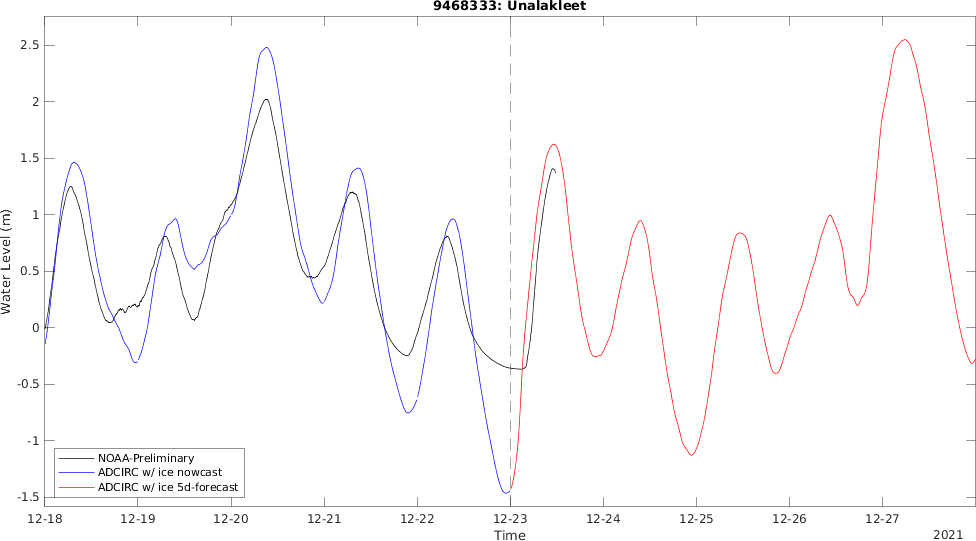 9468333: Unalakleet
Water Level (m)
2.5
2
1.5
1
0.5
0
-0.5
-1
-1.5
NOAA-Preliminary
ADCIRC w/ ice nowcast
ADCIRC w/ ice 5d-forecast
12-18 12-19 12-20 12-21 12-22 12-23 12-24 12-25 12-26 12-27
Time
2021